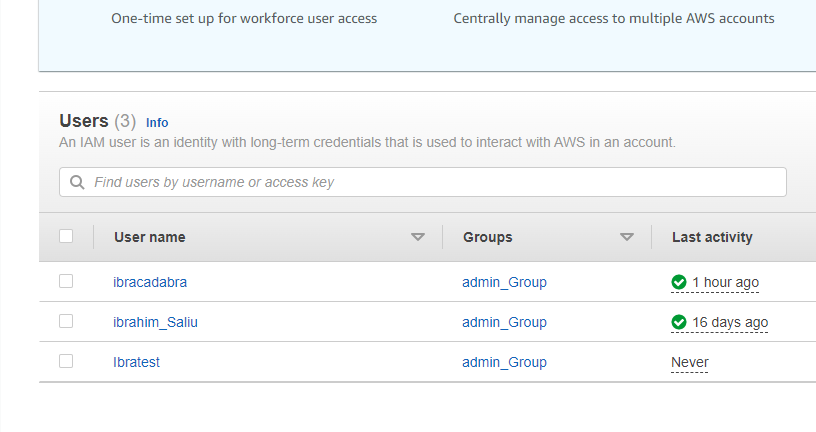 One-time set up for workforce user access Centrally manage access to multiple AWS accounts
Users (3) Info
An IAM user is an identity with long-term credentials that is used to interact with AWS in an account.
Find users by username or access key
User name Groups Last activity
ibracadabra admin_Group 1 hour ago
ibrahim_Saliu admin_Group 16 days ago
Ibratest admin_Group Never